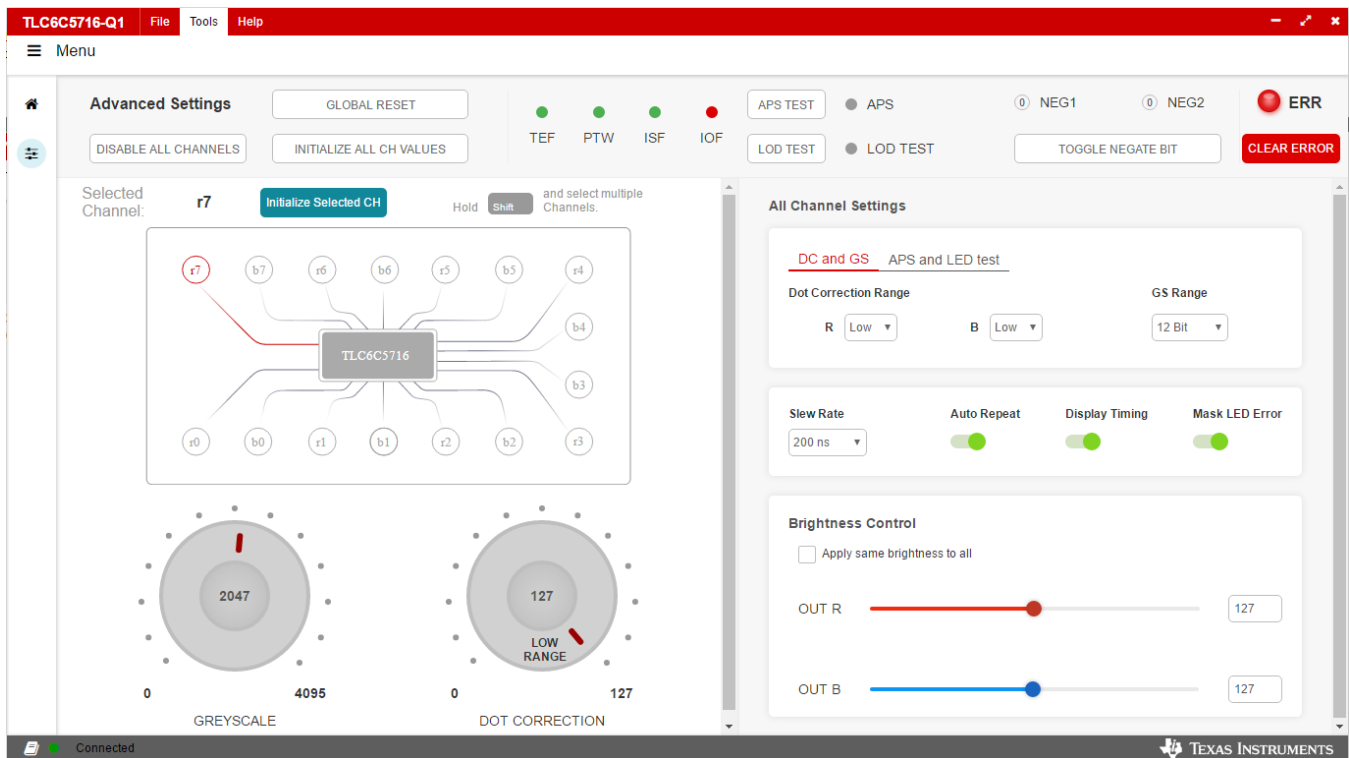 TLC6C5716-Q1 File Tools Help
Menu
Advanced Settings
GLOBAL RESET
DISABLE ALL CHANNELS
INITIALIZE ALL CH VALUES
TEF PTW ISF IOF
APS TEST APS
LOD TEST LOD TEST
0 NEG1 0 NEG2
TOGGLE NEGATE BIT
ERR
CLEAR ERROR
Selected
Channel:
r7
Initialize Selected CH
Hold Shift and select multiple
Channels.
r7 b7 r6 b6 r5 b5 r4
b4
TLC6C5716
b3
r0 b0 r1 b1 r2 b2 r3
2047
0 4095
GREYSCALE
127
LOW
RANGE
0 127
DOT CORRECTION
All Channel Settings
DC and GS APS and LED test
Dot Correction Range GS Range
R Low B Low 12 Bit
Slew Rate Auto Repeat Display Timing Mask LED Error
200 ns
Brightness Control
Apply same brightness to all
OUT R 127
OUT B 127
Connected
TEXAS INSTRUMENTS